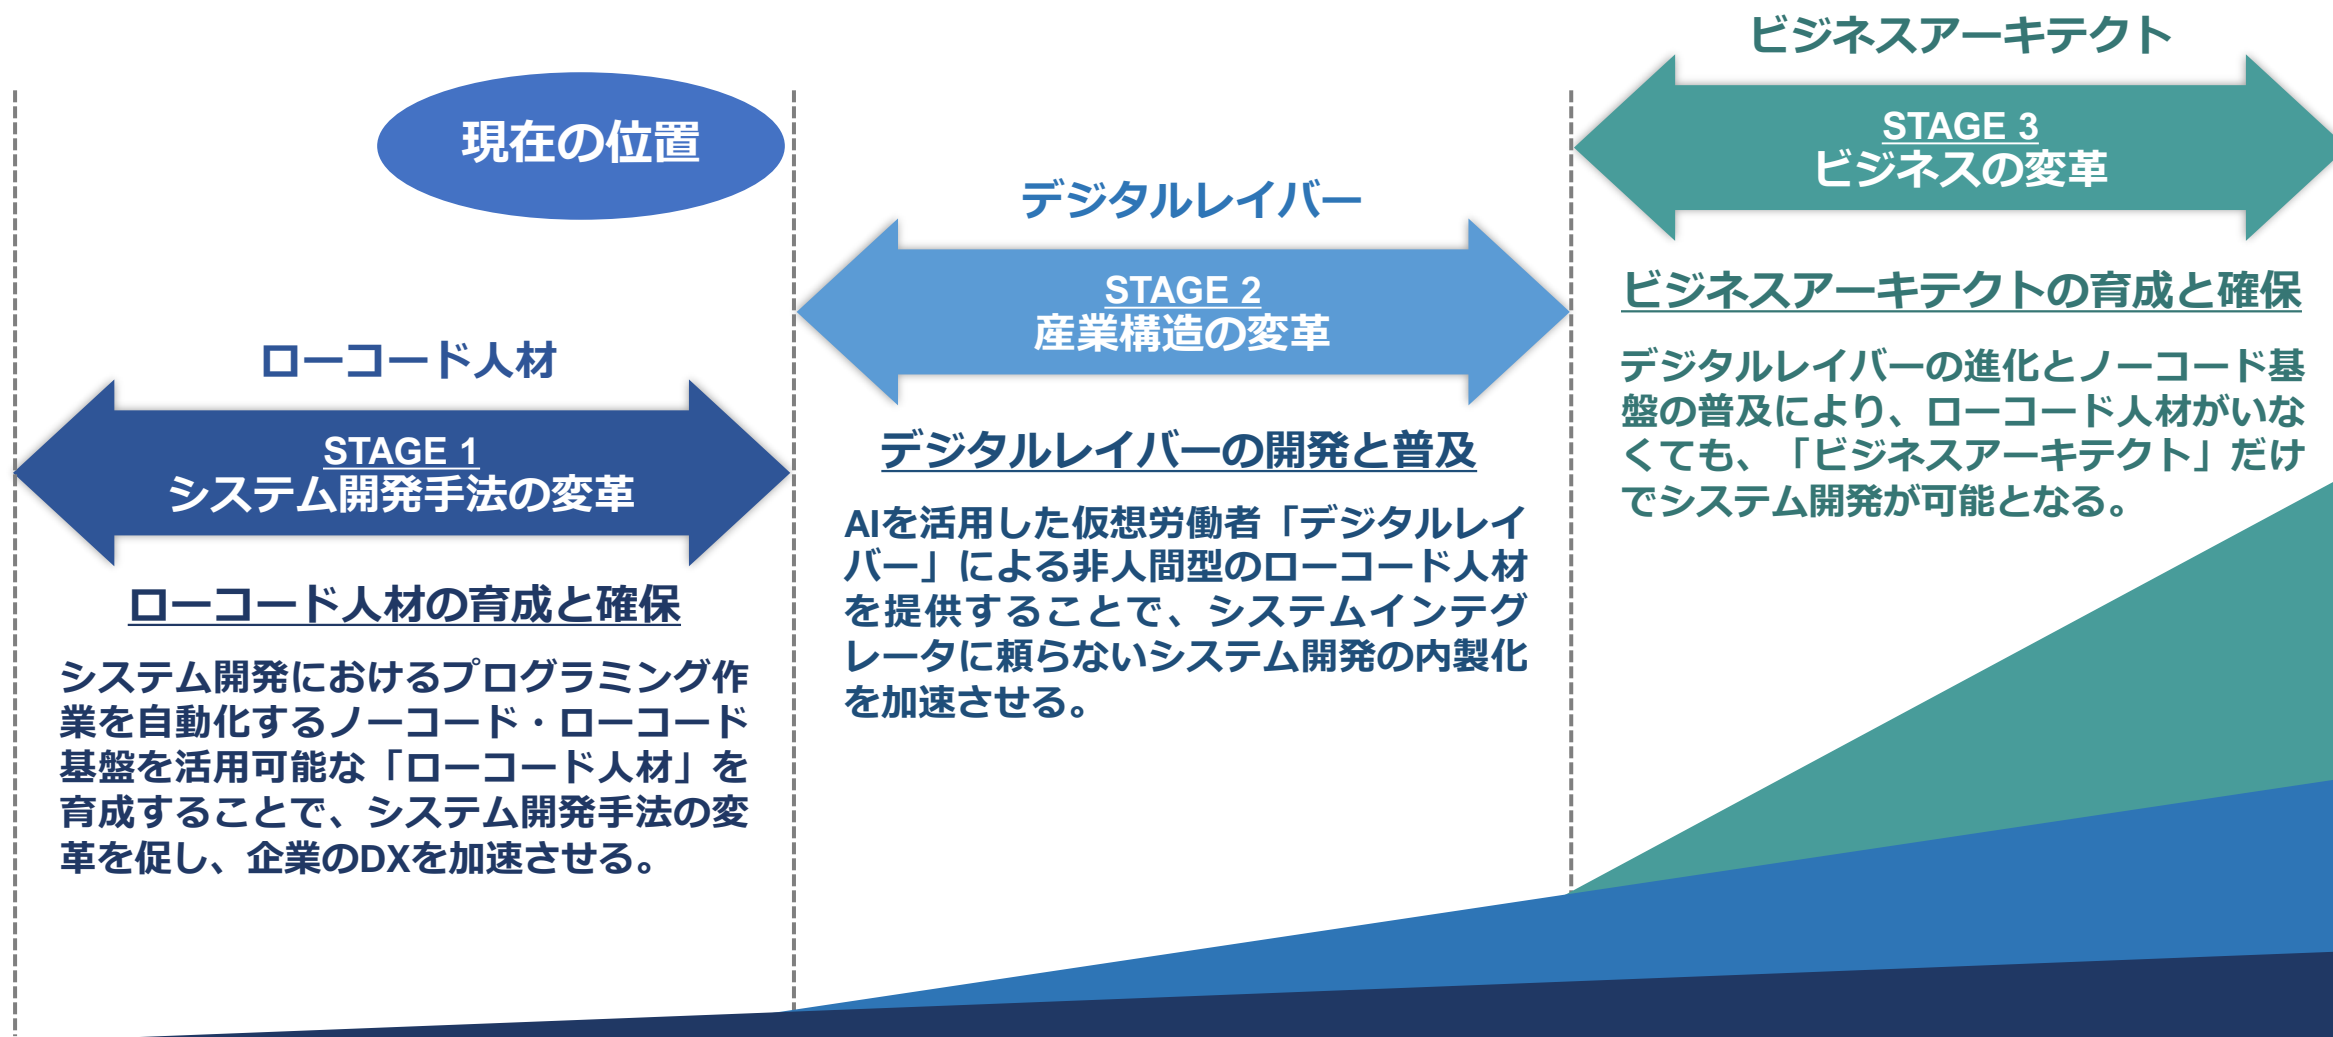 現在の位置
ローコード人材
STAGE 1
システム開発手法の変革
ローコード人材の育成と確保
システム開発におけるプログラミング作
業を自動化するノーコード・ローコード
基盤を活用可能な「ローコード人材」を
育成することで、システム開発手法の変
革を促し、企業のDXを加速させる。
デジタルレイバー
STAGE 2
産業構造の変革
デジタルレイバーの開発と普及
AIを活用した仮想労働者「デジタルレイ
バー」による非人間型のローコード人材
を提供することで、システムインテグ
レータに頼らないシステム開発の内製化
を加速させる。
ビジネスアーキテクト
STAGE 3
ビジネスの変革
ビジネスアーキテクトの育成と確保
デジタルレイバーの進化とノーコード基
盤の普及により、ローコード人材がいな
くても、「ビジネスアーキテクト」だけ
でシステム開発が可能となる。